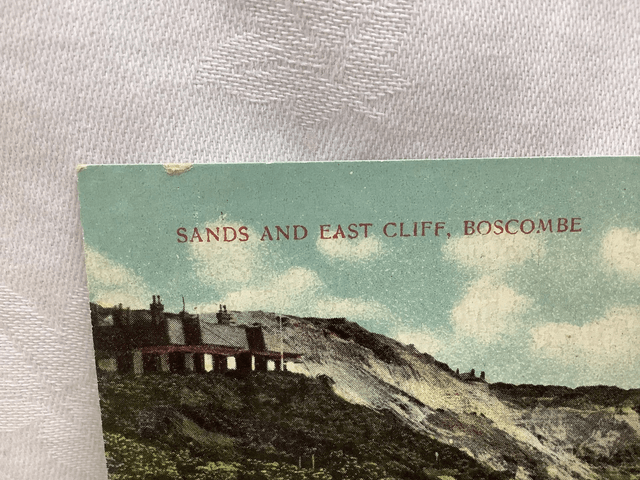 SANDS AND EAST CLIFF, BOSCOMBE